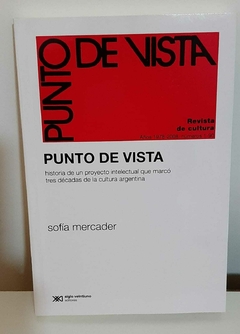 PUNTO DE VISTA
Revista
de cultura
PUNTO DE VISTA
historia de un proyecto intelectual que marcó
tres décadas de la cultura argentina
sofía mercader
siglo veintiuno
editores